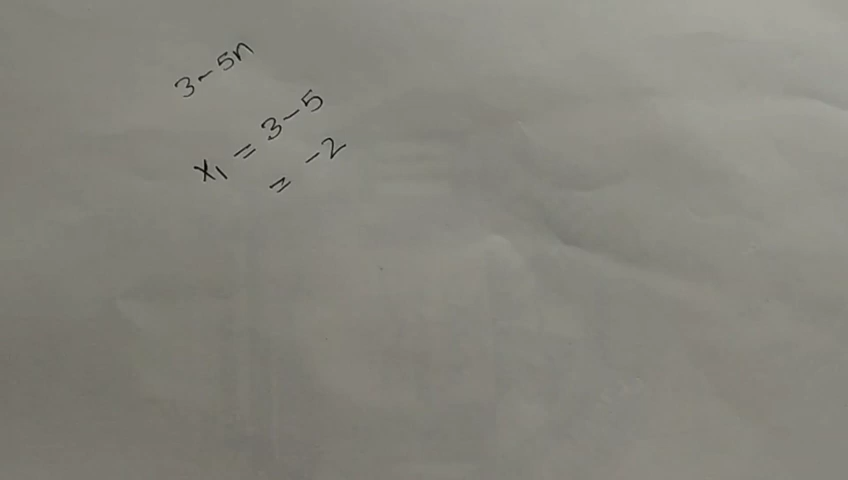 3-5n
x₁ = 3-5
= -2